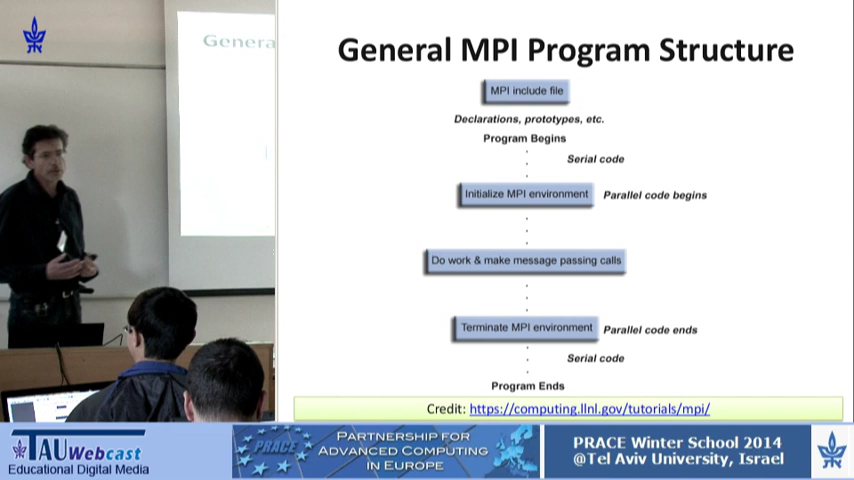 Genera
General MPI Program Structure
MPI include file
Declarations, prototypes, etc.
Program Begins
Serial code
Initialize MPI environment Parallel code begins
Do work & make message passing calls
Terminate MPI environment Parallel code ends
Serial code
Program Ends
Credit: https://computing.llnl.gov/tutorials/mpi/
TAU Webcast
Educational Digital Media
PRACE
PARTNERSHIP FOR
ADVANCED COMPUTING
IN EUROPE
PRACE Winter School 2014
@Tel Aviv University, Israel